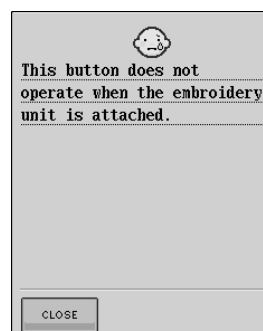 This button does not
operate when the embroidery
unit is attached.
CLOSE